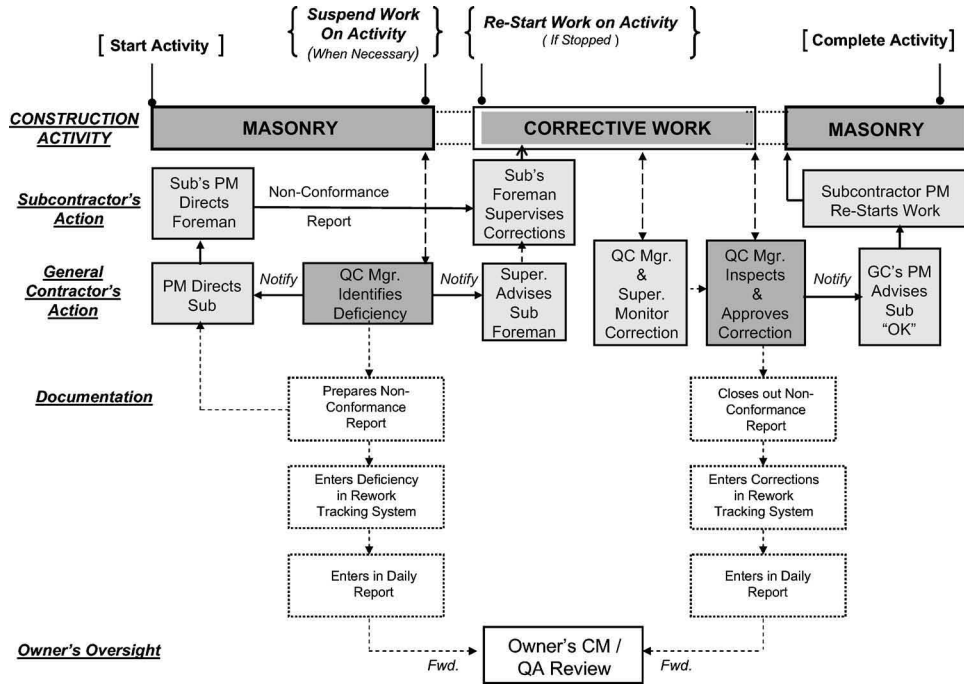 [ Start Activity ]
{ Suspend Work
On Activity
(When Necessary) }
{ Re-Start Work on Activity
( If Stopped ) }
[ Complete Activity ]
CONSTRUCTION
ACTIVITY
MASONRY
CORRECTIVE WORK
MASONRY
Subcontractor's
Action
Sub's PM
Directs
Foreman
Non-Conformance
Report
Sub's
Foreman
Supervises
Corrections
Subcontractor PM
Re-Starts Work
General
Contractor's
Action
PM Directs
Sub
Notify
QC Mgr.
Identifies
Deficiency
Notify
Super.
Advises
Sub
Foreman
QC Mgr.
&
Super.
Monitor
Correction
QC Mgr.
Inspects
&
Approves
Correction
Notify
GC's PM
Advises
Sub
“OK”
Documentation
Prepares Non-
Conformance
Report
Closes out Non-
Conformance
Report
Enters Deficiency
in Rework
Tracking System
Enters Corrections
in Rework
Tracking System
Enters in Daily
Report
Enters in Daily
Report
Owner's Oversight
Fwd.
Owner's CM /
QA Review
Fwd.